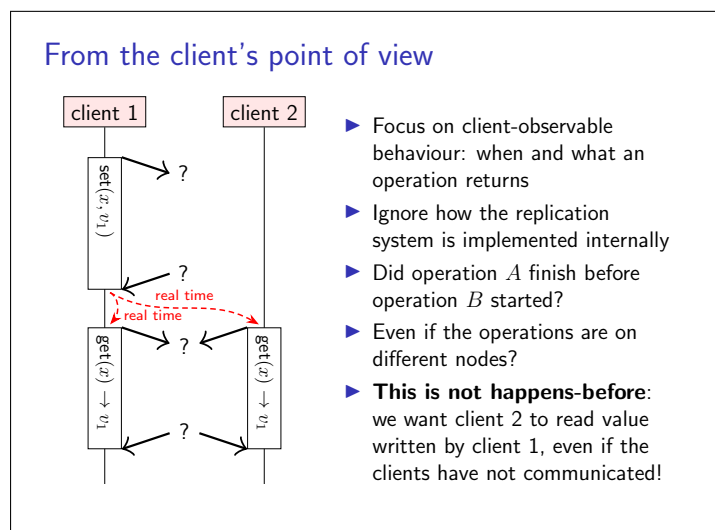 From the client's point of view
client 1
client 2
set(x, v₁)
?
?
real time
real time
get(x) → v₁
?
get(x) → v₁
?
▶ Focus on client-observable
behaviour: when and what an
operation returns
▶ Ignore how the replication
system is implemented internally
▶ Did operation A finish before
operation B started?
▶ Even if the operations are on
different nodes?
▶ This is not happens-before:
we want client 2 to read value
written by client 1, even if the
clients have not communicated!